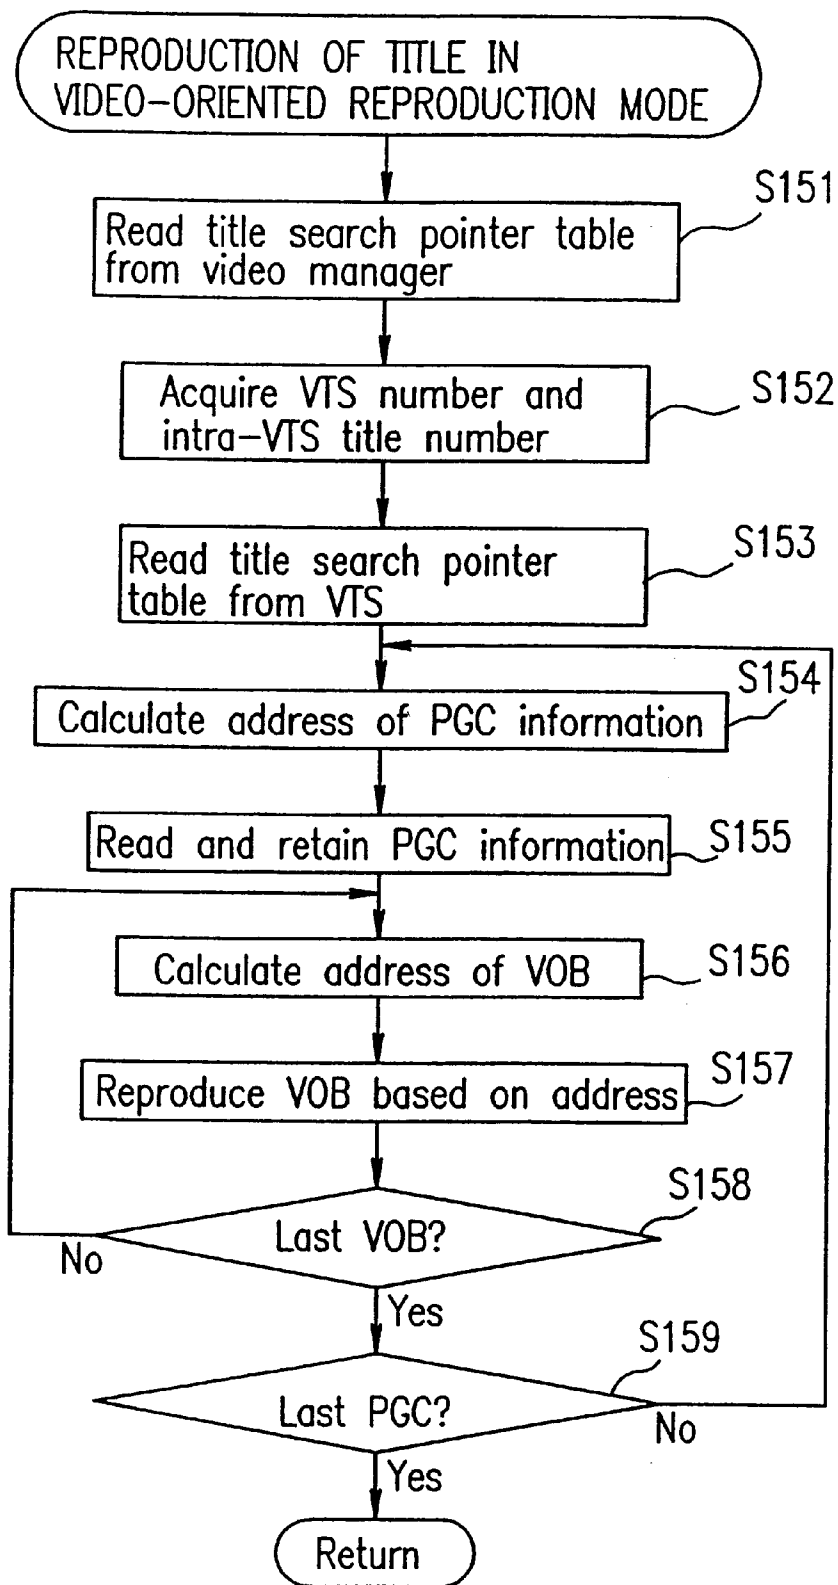 REPRODUCTION OF TITLE IN
VIDEO-ORIENTED REPRODUCTION MODE
S151
Read title search pointer table
from video manager
S152
Acquire VTS number and
intra-VTS title number
S153
Read title search pointer
table from VTS
S154
Calculate address of PGC information
S155
Read and retain PGC information
S156
Calculate address of VOB
S157
Reproduce VOB based on address
S158
Last VOB?
No
Yes
S159
Last PGC?
No
Yes
Return